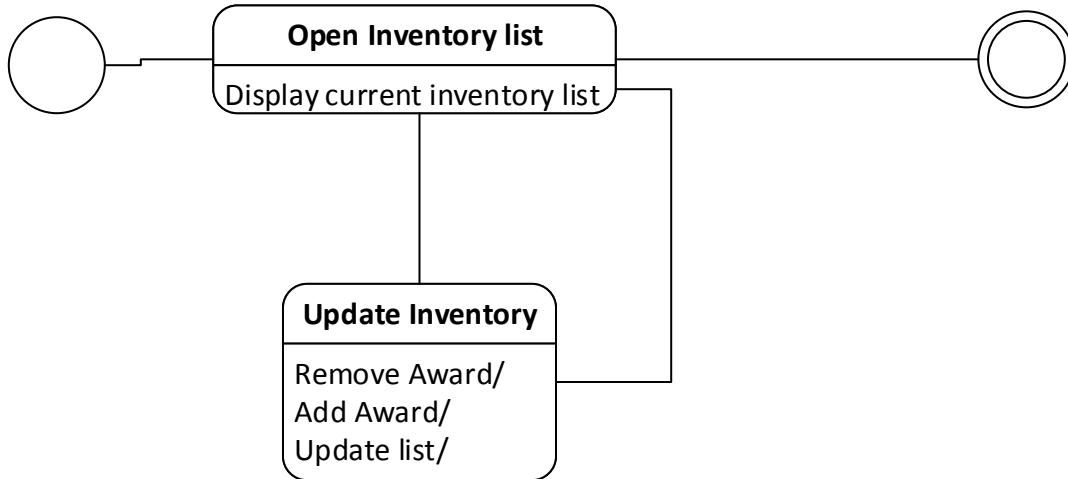 Open Inventory list
Display current inventory list
Update Inventory
Remove Award/
Add Award/
Update list/